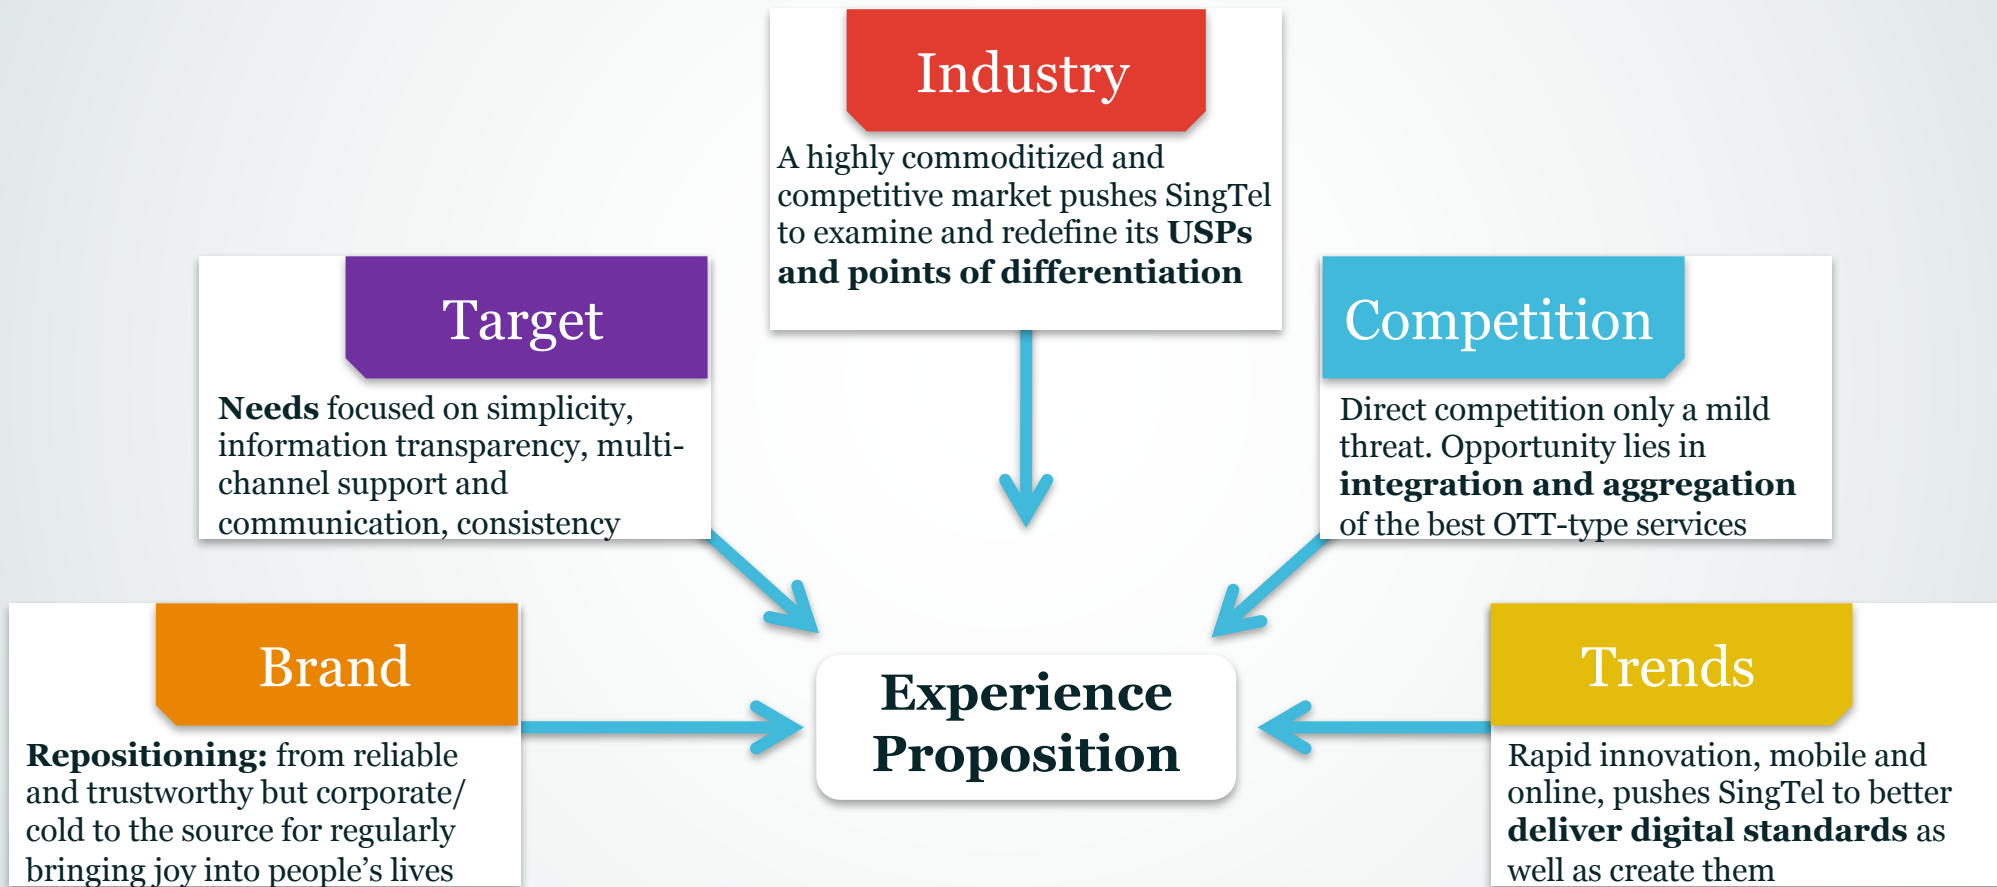 Industry
A highly commoditized and
competitive market pushes SingTel
to examine and redefine its USPs
and points of differentiation
Target
Needs focused on simplicity,
information transparency, multi-
channel support and
communication, consistency
Competition
Direct competition only a mild
threat. Opportunity lies in
integration and aggregation
of the best OTT-type services
Brand
Repositioning: from reliable
and trustworthy but corporate/
cold to the source for regularly
bringing joy into people’s lives
Experience
Proposition
Trends
Rapid innovation, mobile and
online, pushes SingTel to better
deliver digital standards as
well as create them